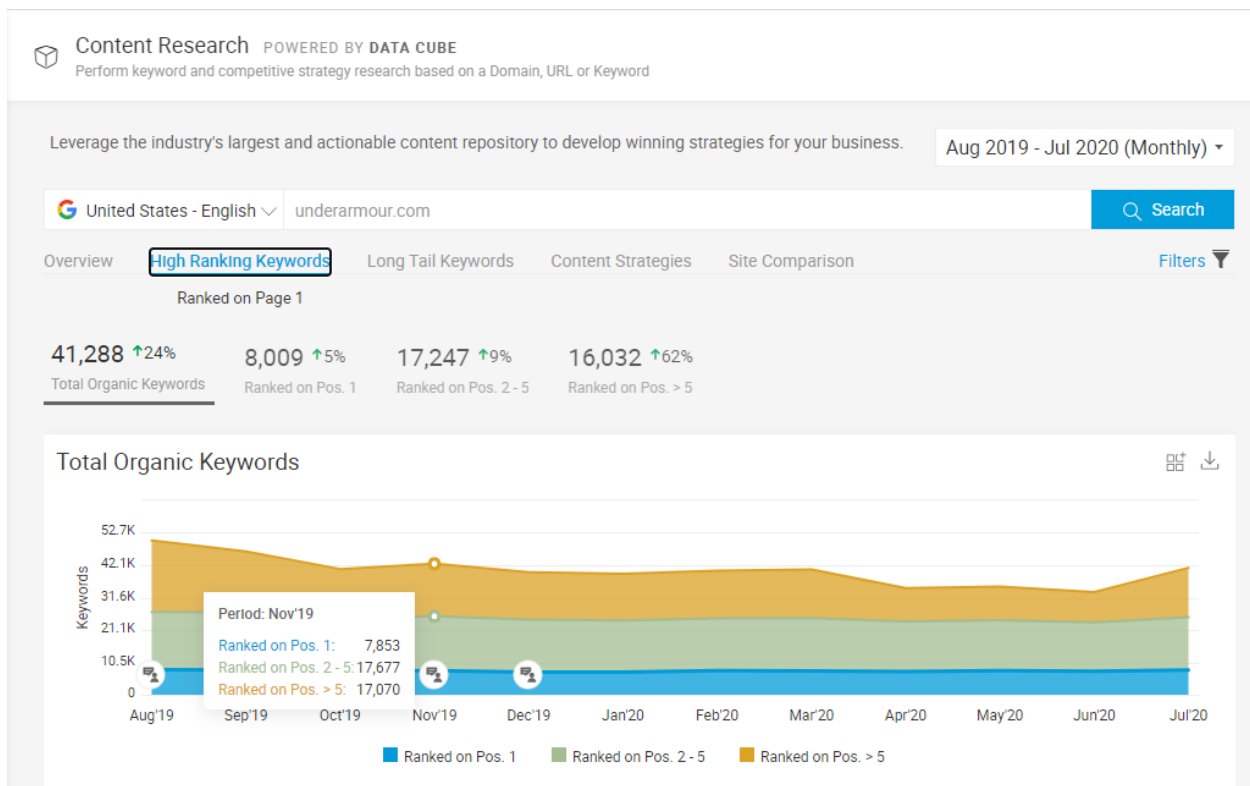 Content Research POWERED BY DATA CUBE
Perform keyword and competitive strategy research based on a Domain, URL or Keyword
Leverage the industry's largest and actionable content repository to develop winning strategies for your business.
Aug 2019 - Jul 2020 (Monthly)
United States - English
underarmour.com
Search
Overview
High Ranking Keywords
Long Tail Keywords
Content Strategies
Site Comparison
Filters
Ranked on Page 1
41,288 ↑24%
Total Organic Keywords
8,009 ↑5%
Ranked on Pos. 1
17,247 ↑9%
Ranked on Pos. 2 - 5
16,032 ↑62%
Ranked on Pos. > 5
Total Organic Keywords
Keywords
52.7K
42.1K
31.6K
21.1K
10.5K
0
Period: Nov'19
Ranked on Pos. 1: 7,853
Ranked on Pos. 2 - 5: 17,677
Ranked on Pos. > 5: 17,070
Aug'19 Sep'19 Oct'19 Nov'19 Dec'19 Jan'20 Feb'20 Mar'20 Apr'20 May'20 Jun'20 Jul'20
Ranked on Pos. 1
Ranked on Pos. 2 - 5
Ranked on Pos. > 5